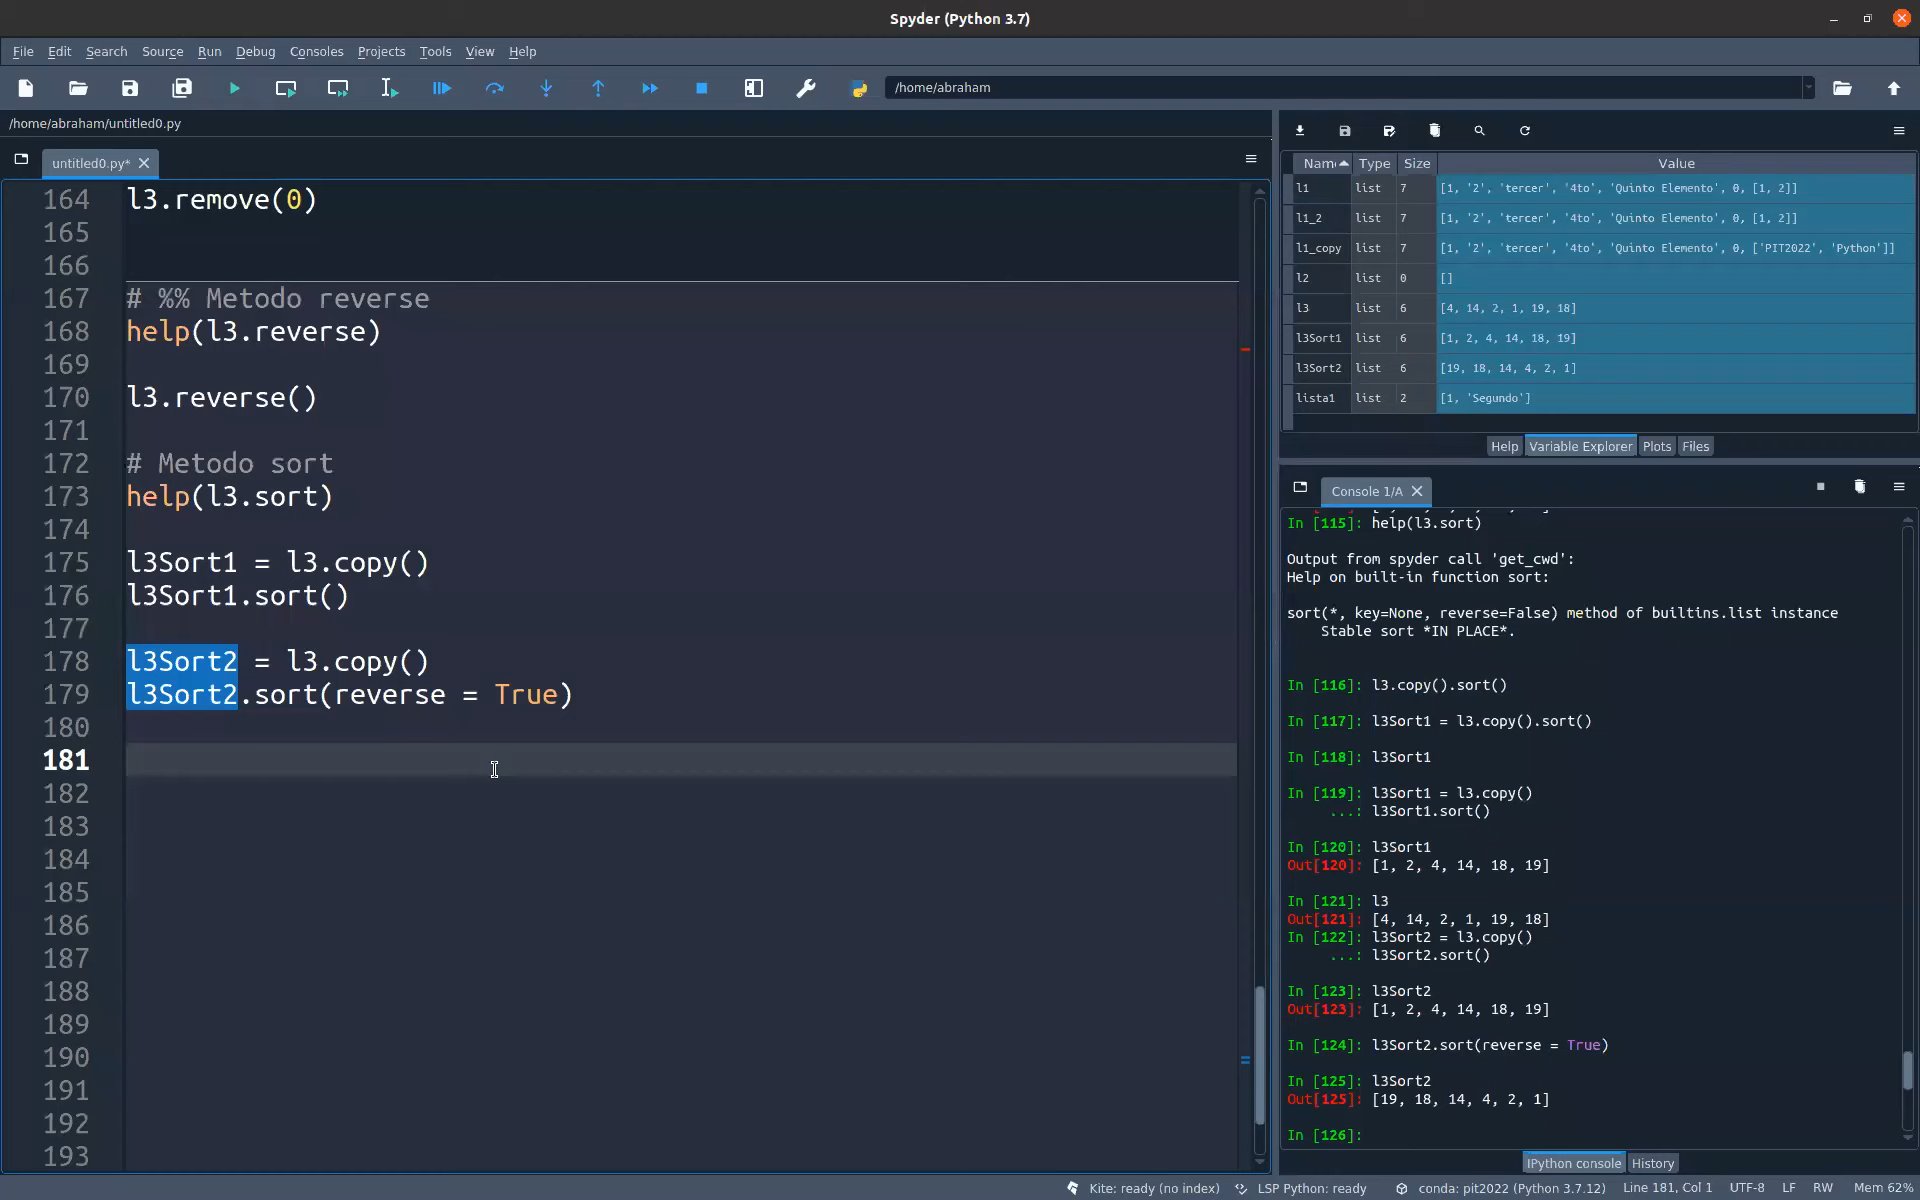 Spyder (Python 3.7)
File Edit Search Source Run Debug Consoles Projects Tools View Help
/home/abraham
/home/abraham/untitled0.py
untitled0.py*
164 l3.remove(0)
165
166
167 # %% Metodo reverse
168 help(l3.reverse)
169
170 l3.reverse()
171
172 # Metodo sort
173 help(l3.sort)
174
175 l3Sort1 = l3.copy()
176 l3Sort1.sort()
177
178 l3Sort2 = l3.copy()
179 l3Sort2.sort(reverse = True)
180
181
182
183
184
185
186
187
188
189
190
191
192
193
Name Type Size Value
l1 list 7 [1, '2', 'tercer', '4to', 'Quinto Elemento', 0, [1, 2]]
l1_2 list 7 [1, '2', 'tercer', '4to', 'Quinto Elemento', 0, [1, 2]]
l1_copy list 7 [1, '2', 'tercer', '4to', 'Quinto Elemento', 0, ['PIT2022', 'Python']]
l2 list 0 []
l3 list 6 [4, 14, 2, 1, 19, 18]
l3Sort1 list 6 [1, 2, 4, 14, 18, 19]
l3Sort2 list 6 [19, 18, 14, 4, 2, 1]
lista1 list 2 [1, 'Segundo']
Help Variable Explorer Plots Files
Console 1/A
In [115]: help(l3.sort)
Output from spyder call 'get_cwd':
Help on built-in function sort:
sort(*, key=None, reverse=False) method of builtins.list instance
Stable sort *IN PLACE*.
In [116]: l3.copy().sort()
In [117]: l3Sort1 = l3.copy().sort()
In [118]: l3Sort1
In [119]: l3Sort1 = l3.copy()
...: l3Sort1.sort()
In [120]: l3Sort1
Out[120]: [1, 2, 4, 14, 18, 19]
In [121]: l3
Out[121]: [4, 14, 2, 1, 19, 18]
In [122]: l3Sort2 = l3.copy()
...: l3Sort2.sort()
In [123]: l3Sort2
Out[123]: [1, 2, 4, 14, 18, 19]
In [124]: l3Sort2.sort(reverse = True)
In [125]: l3Sort2
Out[125]: [19, 18, 14, 4, 2, 1]
In [126]:
IPython console History
Kite: ready (no index) LSP Python: ready conda: pit2022 (Python 3.7.12) Line 181, Col 1 UTF-8 LF RW Mem 62%